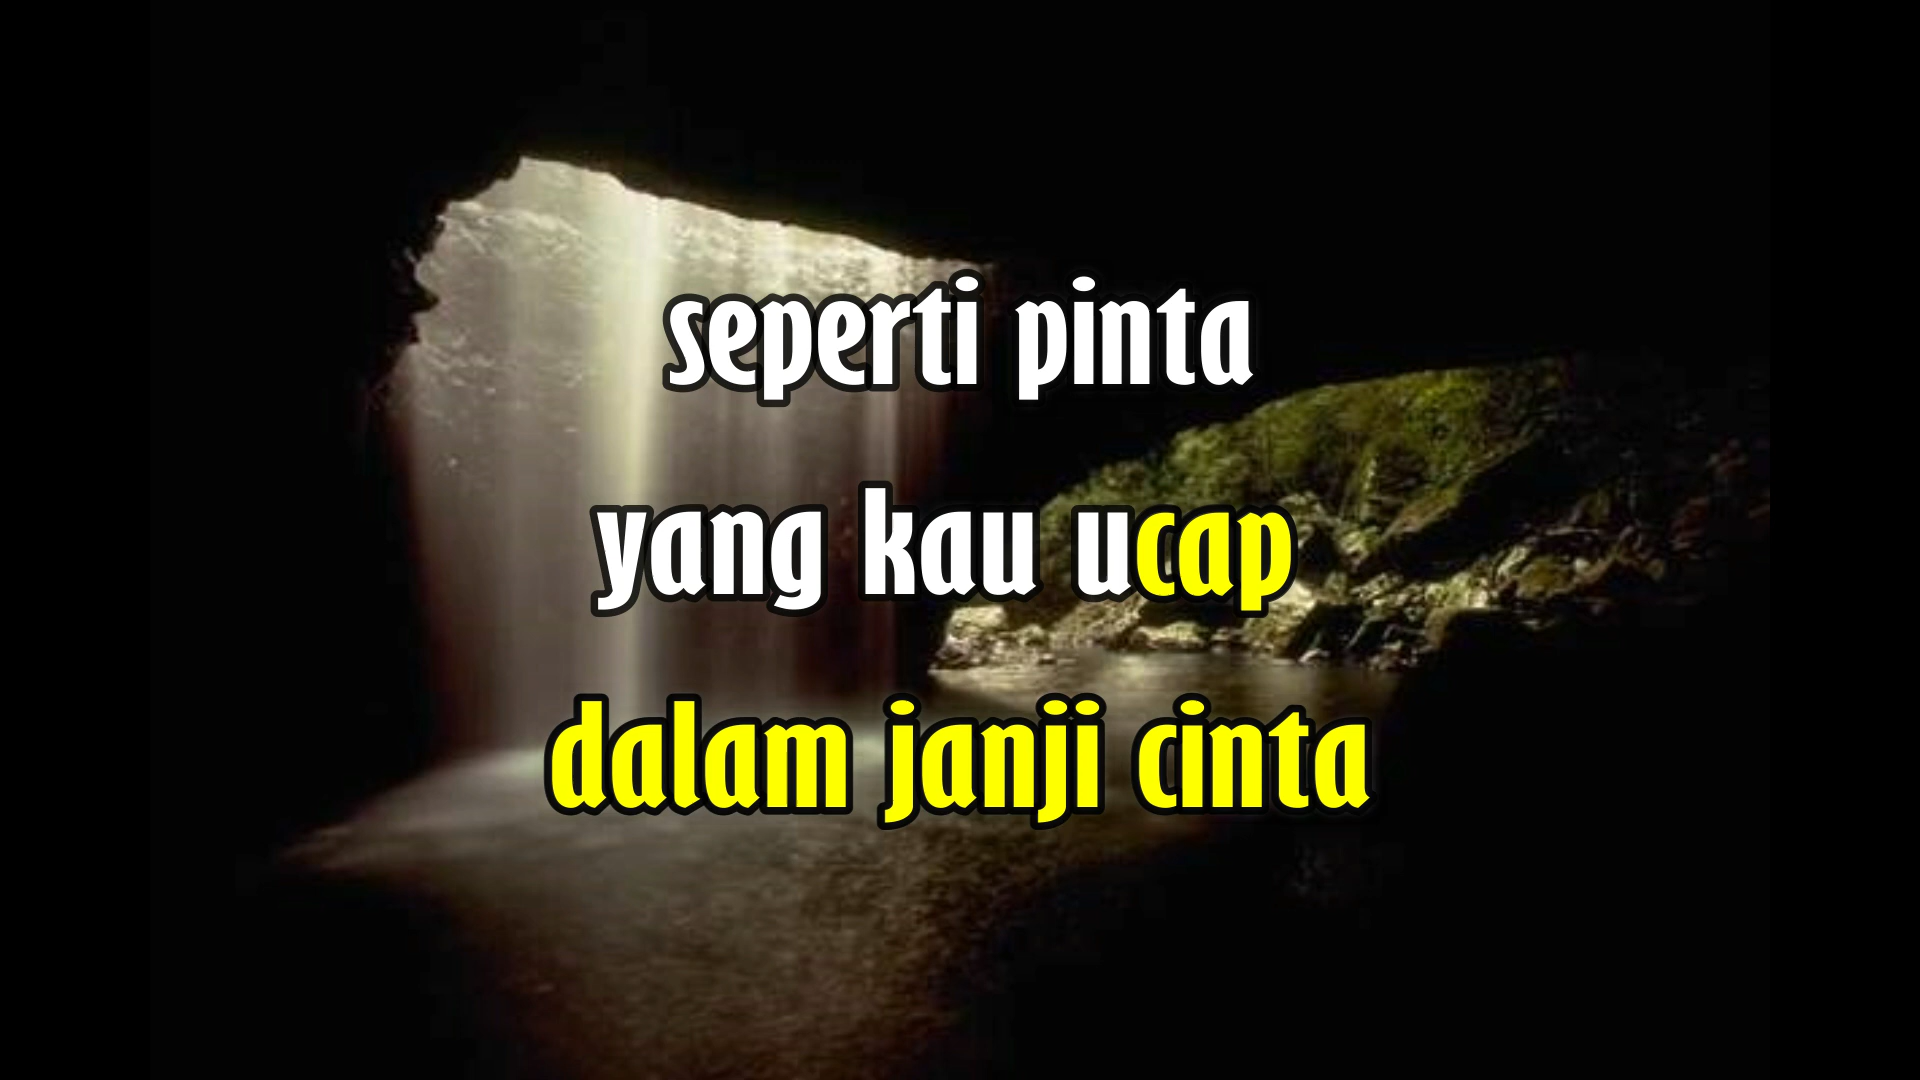 seperti pinta
yang kau ucap
dalam janji cinta